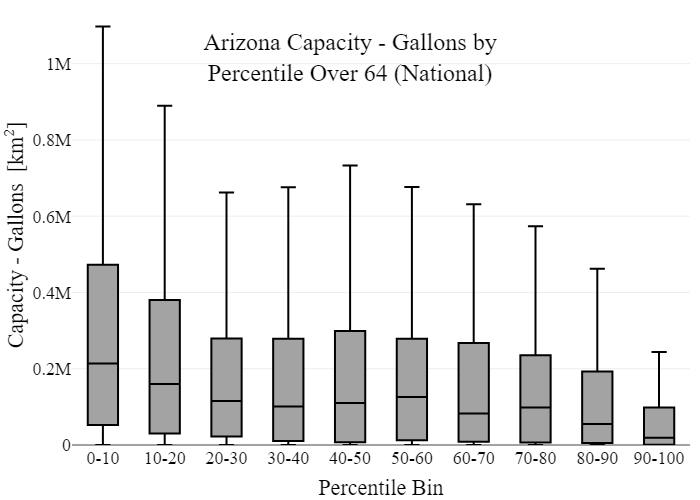 Arizona Capacity - Gallons by
Percentile Over 64 (National)
Capacity - Gallons [km²]
1M
0.8M
0.6M
0.4M
0.2M
0
0-10 10-20 20-30 30-40 40-50 50-60 60-70 70-80 80-90 90-100
Percentile Bin